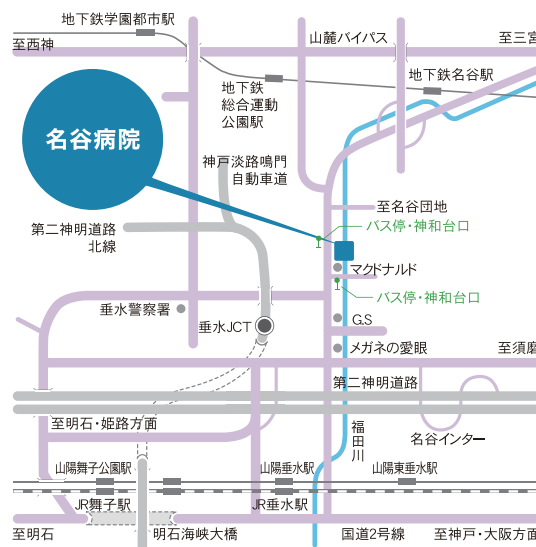 地下鉄学園都市駅
至西神
山麓バイパス
至三宮
地下鉄名谷駅
地下鉄
総合運動
公園駅
名谷病院
神戸淡路鳴門
自動車道
至名谷団地
バス停・神和台口
第二神明道路
北線
マクドナルド
バス停・神和台口
垂水警察署
垂水JCT
G.S
メガネの愛眼
至須磨
第二神明道路
至明石・姫路方面
福田川
名谷インター
山陽舞子公園駅
山陽垂水駅
山陽東垂水駅
JR舞子駅
JR垂水駅
至明石
明石海峡大橋
国道2号線
至神戸・大阪方面